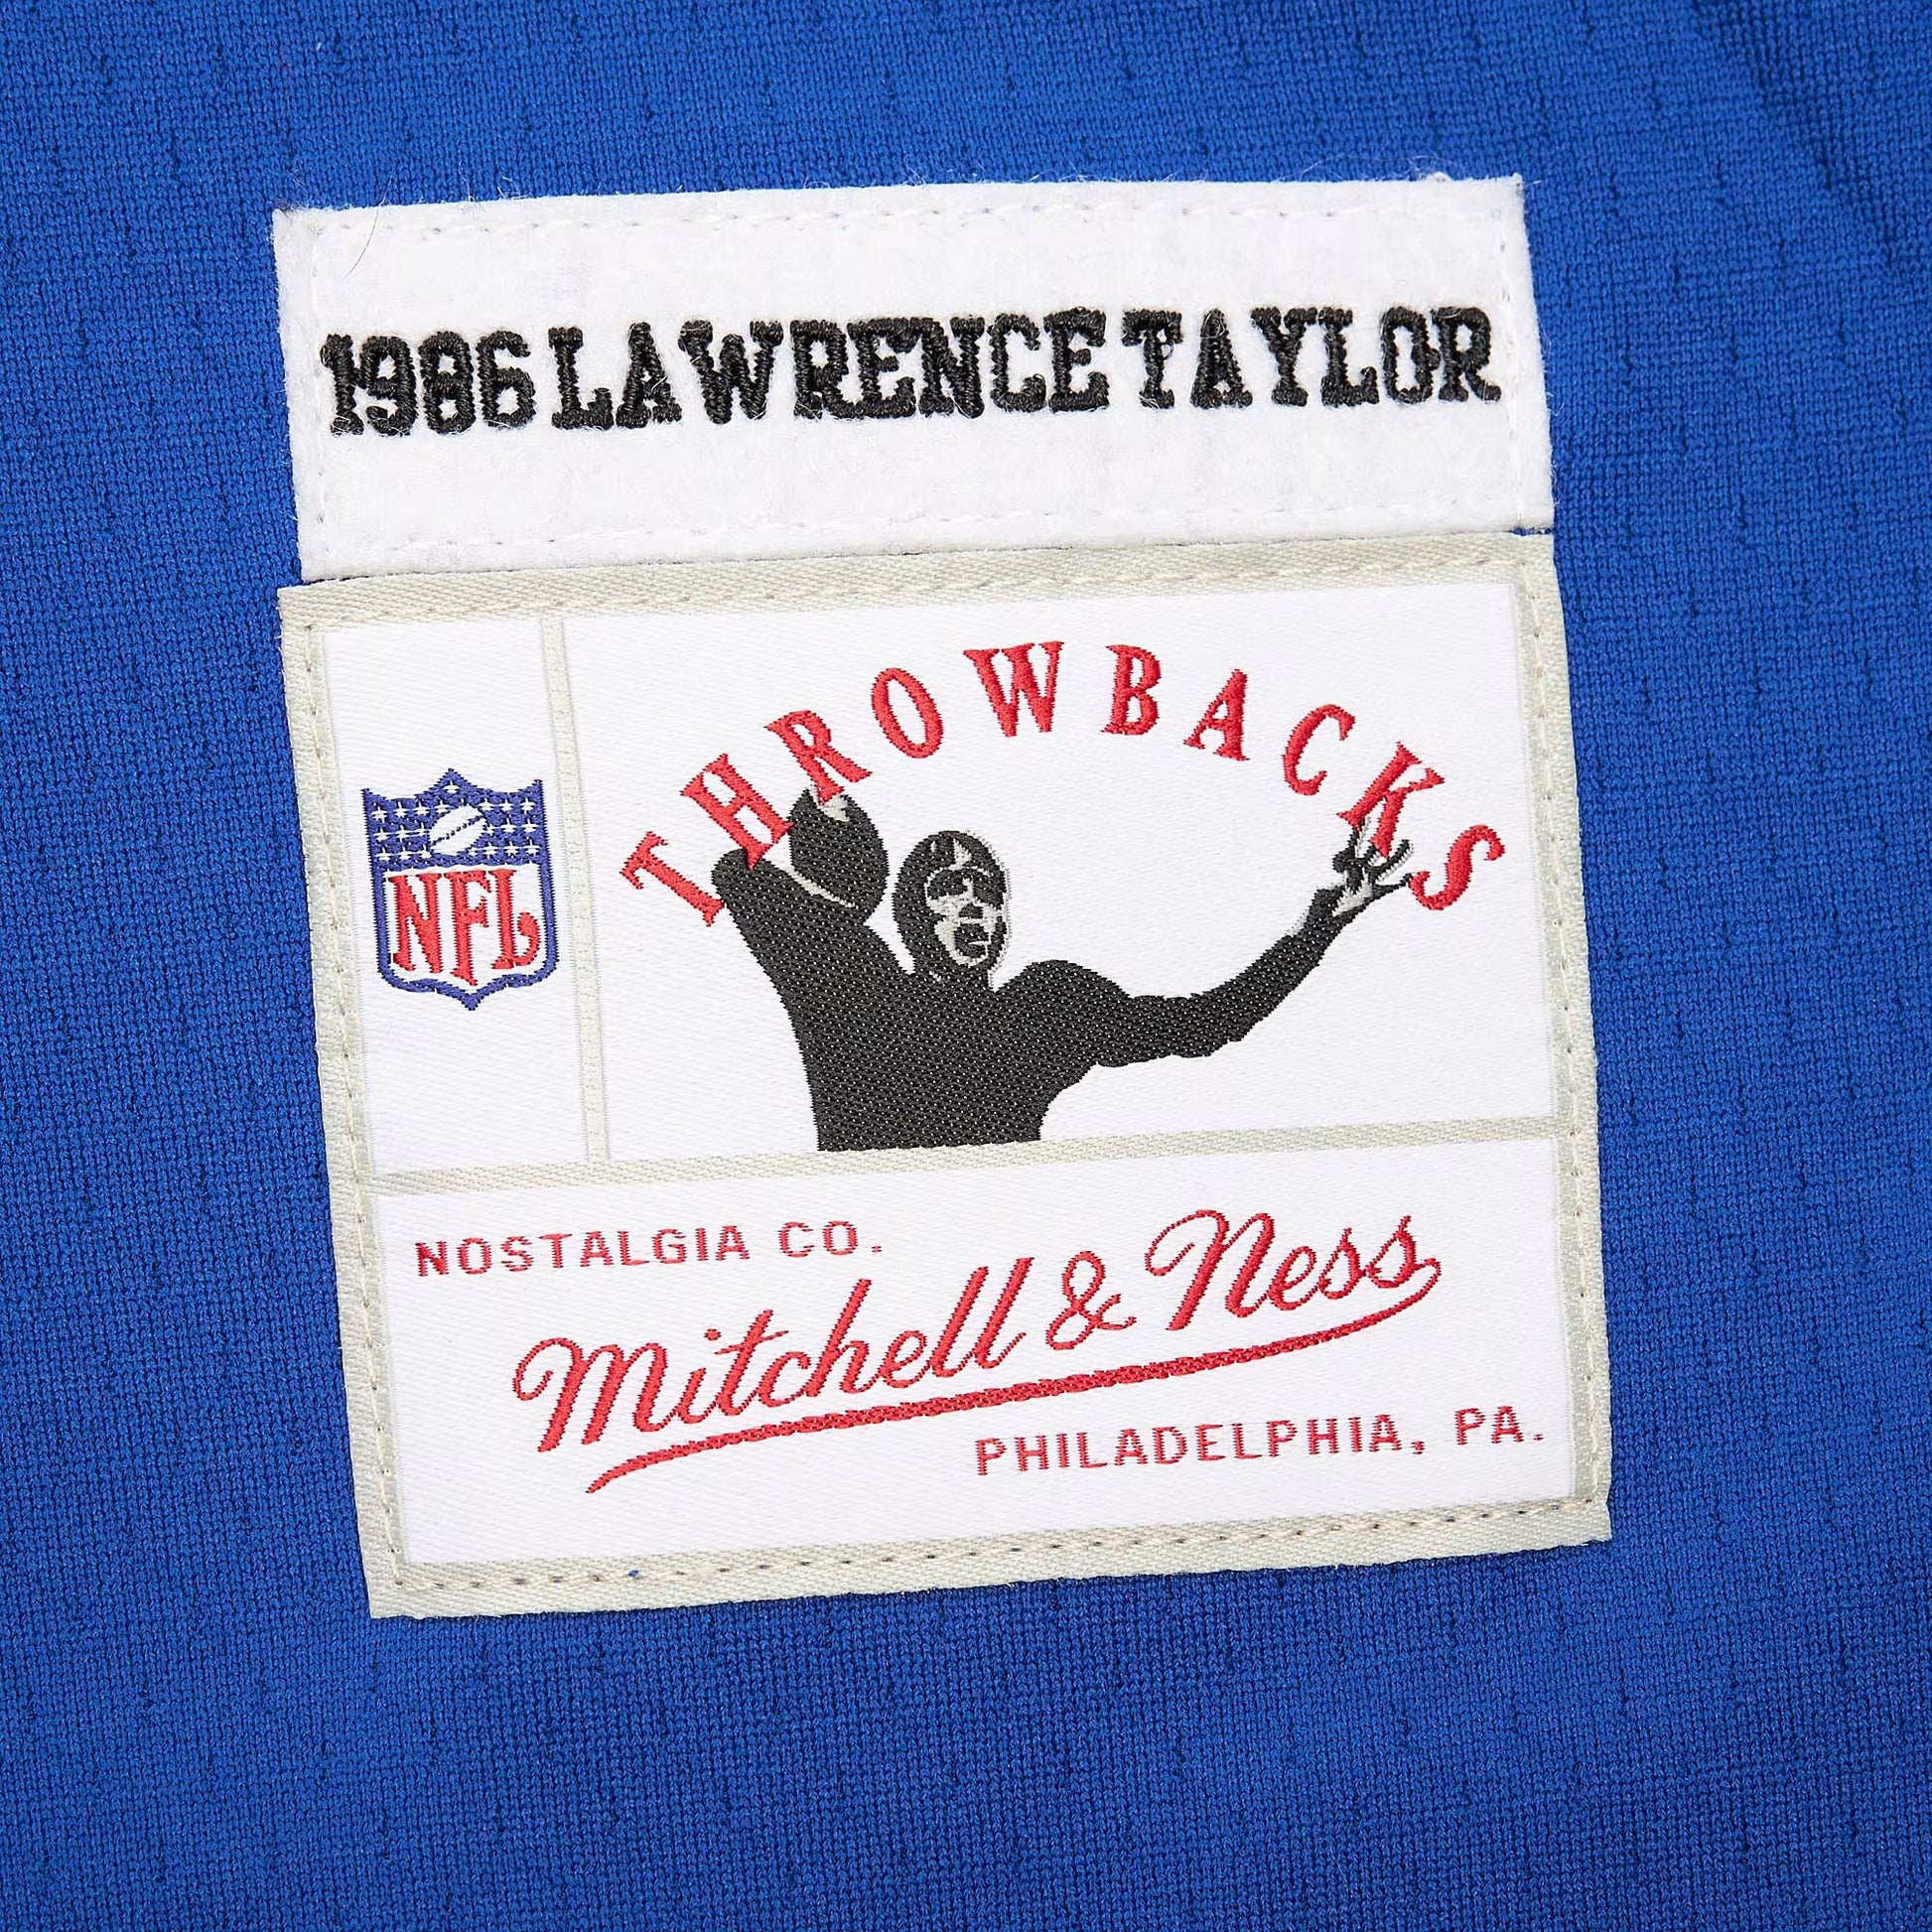 1986 LAWRENCE TAYLOR
THROWBACKS
NFL
NOSTALGIA CO.
Mitchell & Ness
PHILADELPHIA, PA.